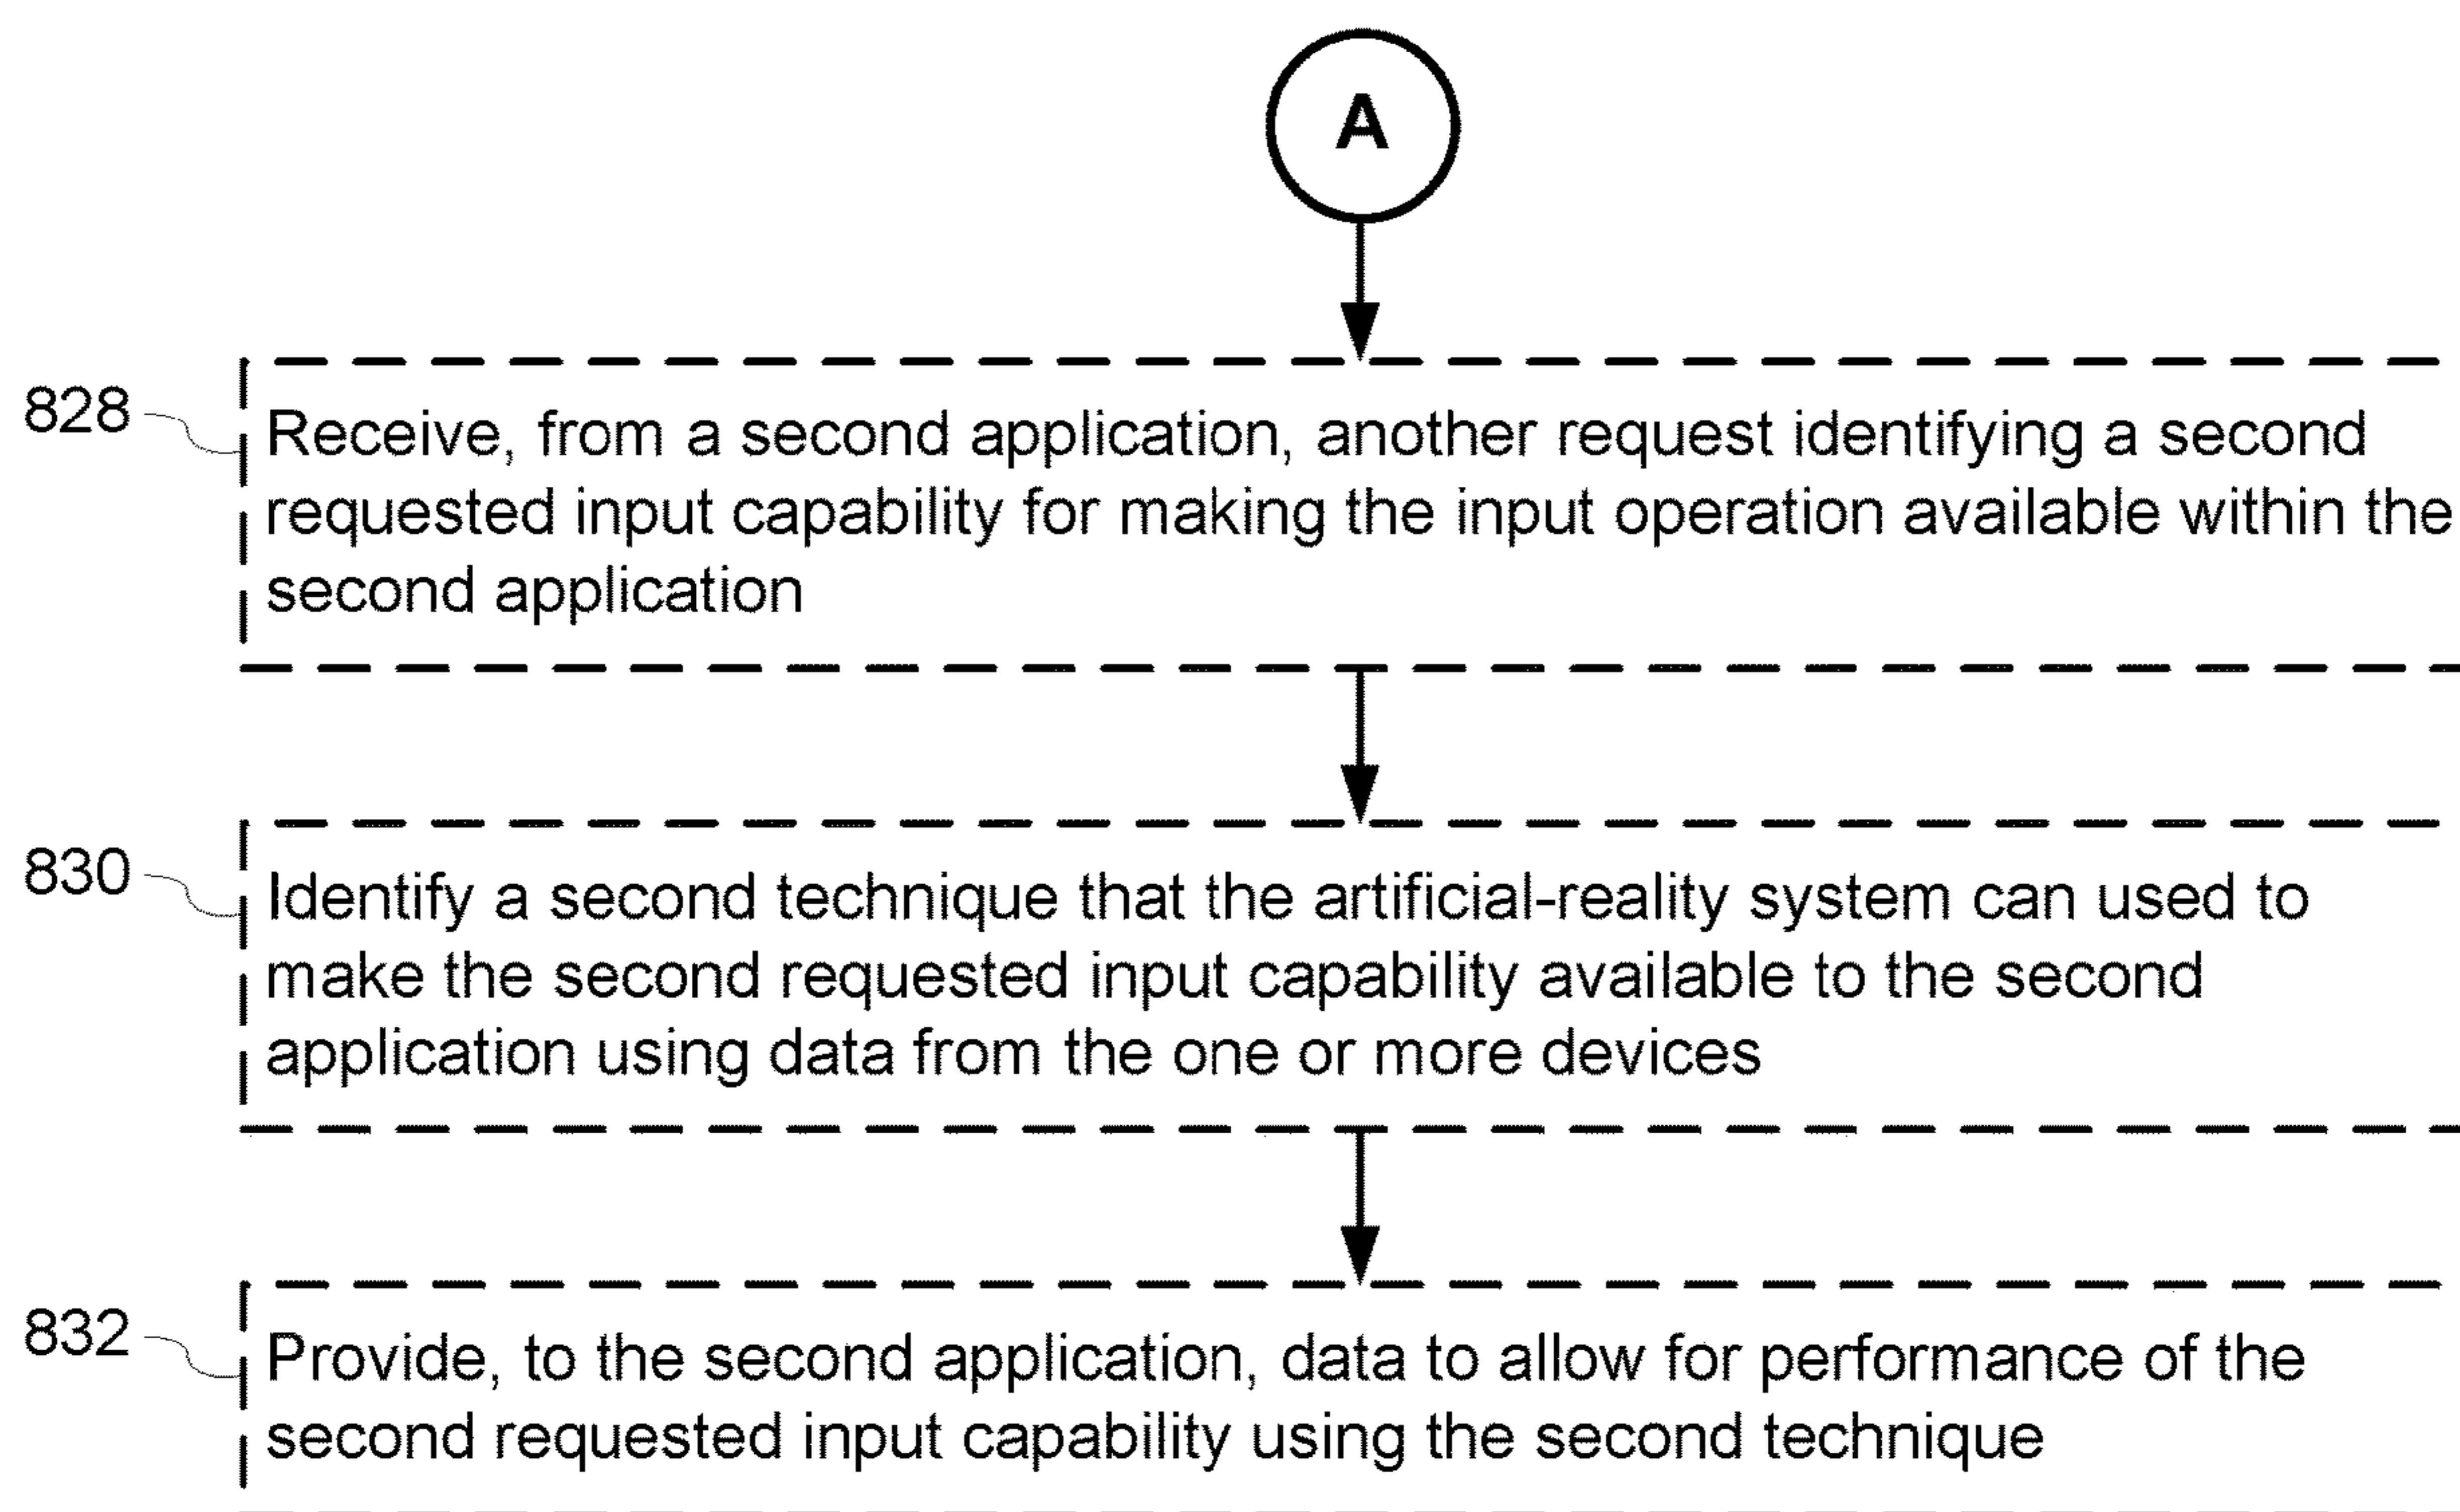 A
828
Receive, from a second application, another request identifying a second
requested input capability for making the input operation available within the
second application
830
Identify a second technique that the artificial-reality system can used to
make the second requested input capability available to the second
application using data from the one or more devices
832
Provide, to the second application, data to allow for performance of the
second requested input capability using the second technique